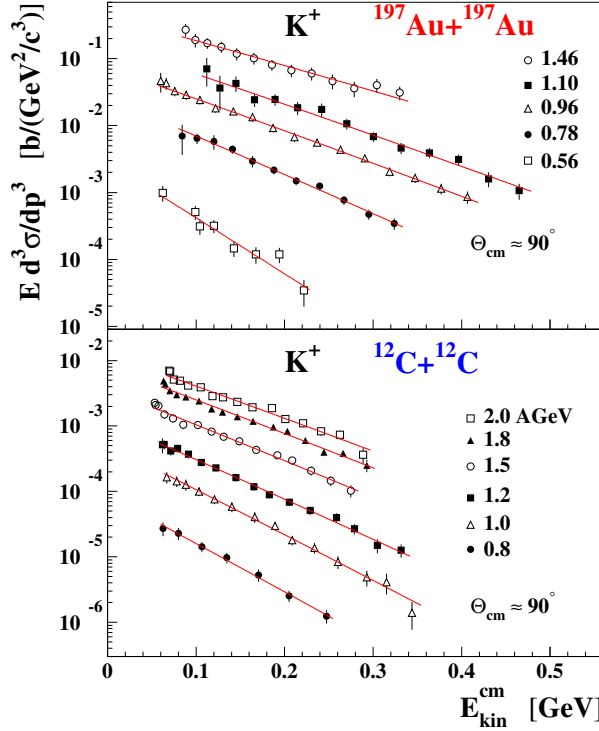 K⁺ ¹⁹⁷Au+¹⁹⁷Au
1.46
1.10
0.96
0.78
0.56
Θcm ≈ 90°
10⁻¹
10⁻²
10⁻³
10⁻⁴
10⁻⁵
10
E d³σ/dp³ [b/(GeV²/c³)]
K⁺ ¹²C+¹²C
2.0 AGeV
1.8
1.5
1.2
1.0
0.8
Θcm ≈ 90°
10⁻²
10⁻³
10⁻⁴
10⁻⁵
10⁻⁶
0 0.1 0.2 0.3 0.4 0.5
E_kin^cm [GeV]